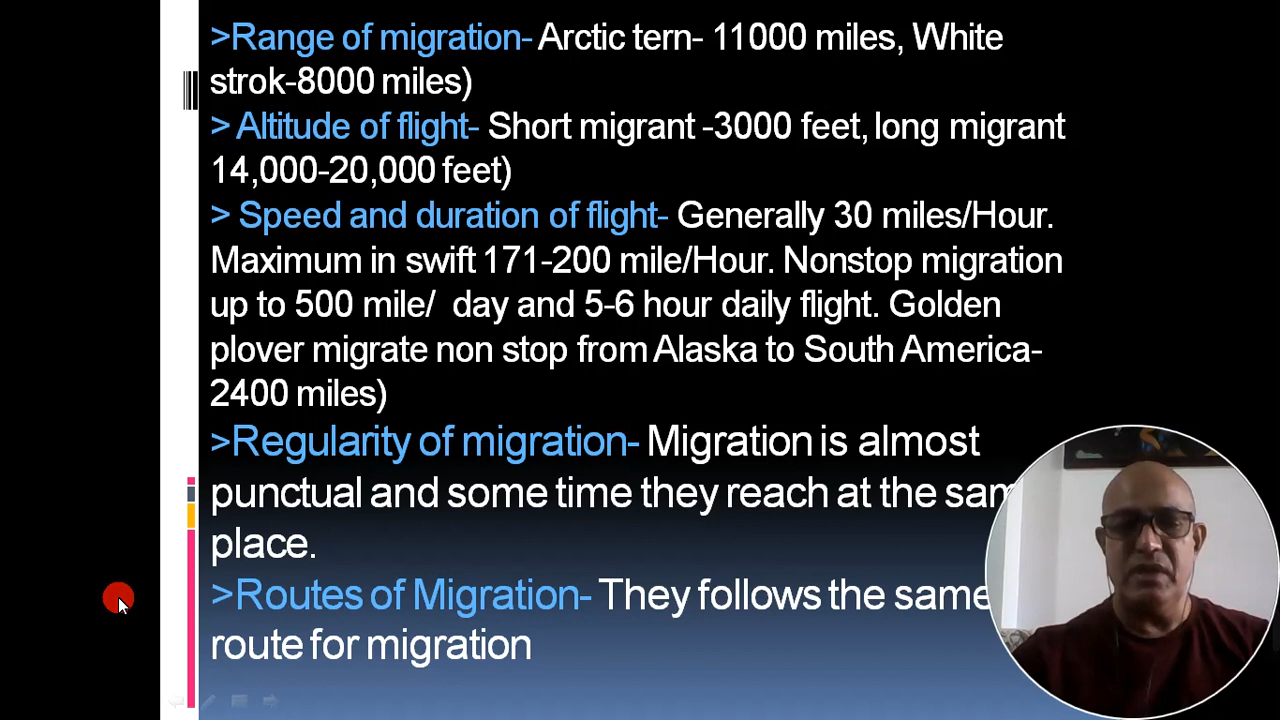 >Range of migration- Arctic tern- 11000 miles, White
strok-8000 miles)
> Altitude of flight- Short migrant -3000 feet, long migrant
14,000-20,000 feet)
> Speed and duration of flight- Generally 30 miles/Hour.
Maximum in swift 171-200 mile/Hour. Nonstop migration
up to 500 mile/ day and 5-6 hour daily flight. Golden
plover migrate non stop from Alaska to South America-
2400 miles)
>Regularity of migration- Migration is almost
punctual and some time they reach at the sam
place.
>Routes of Migration- They follows the same
route for migration